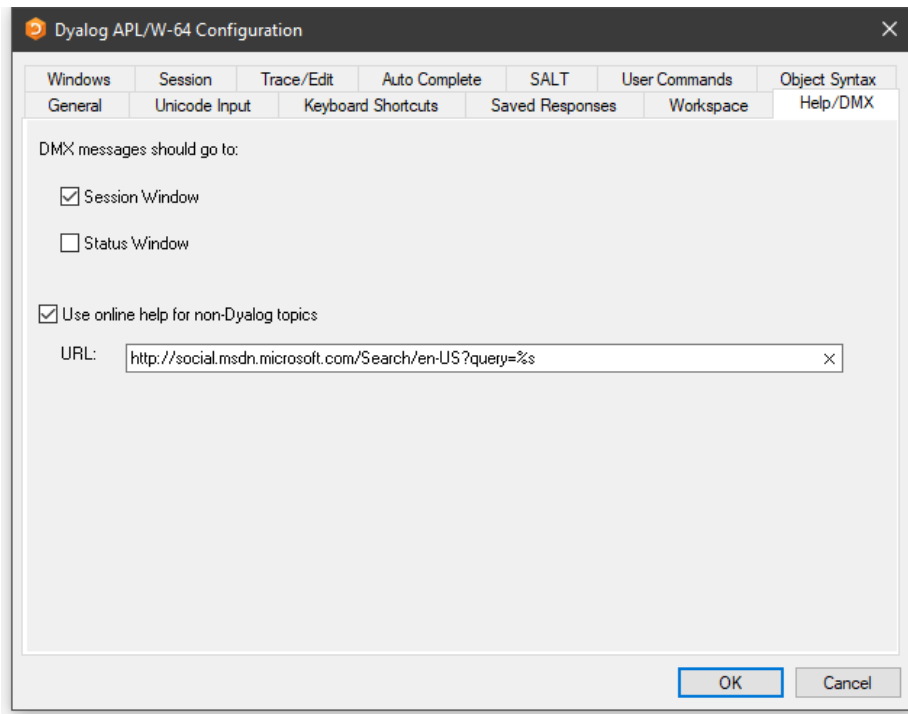 Dyalog APL/W-64 Configuration
Windows Session Trace/Edit Auto Complete SALT User Commands Object Syntax
General Unicode Input Keyboard Shortcuts Saved Responses Workspace Help/DMX
DMX messages should go to:
Session Window
Status Window
Use online help for non-Dyalog topics
URL: http://social.msdn.microsoft.com/Search/en-US?query=%s
OK Cancel